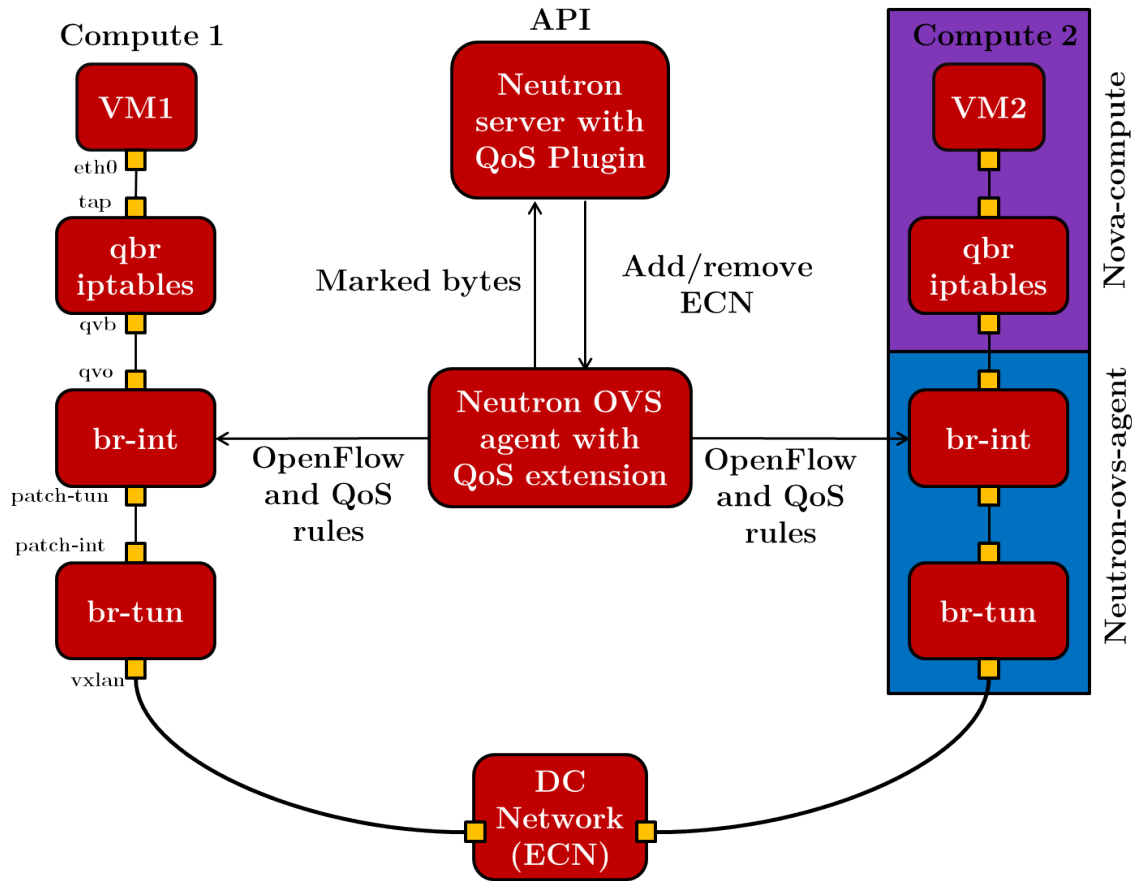 API
Compute 1
Compute 2
VM1
Neutron
server with
QoS Plugin
VM2
eth0
tap
qbr
iptables
Marked bytes
Add/remove
ECN
qbr
iptables
Nova-compute
qvb
qvo
br-int
Neutron OVS
agent with
QoS extension
br-int
OpenFlow
and QoS
rules
OpenFlow
and QoS
rules
patch-tun
patch-int
br-tun
br-tun
Neutron-ovs-agent
vxlan
DC
Network
(ECN)